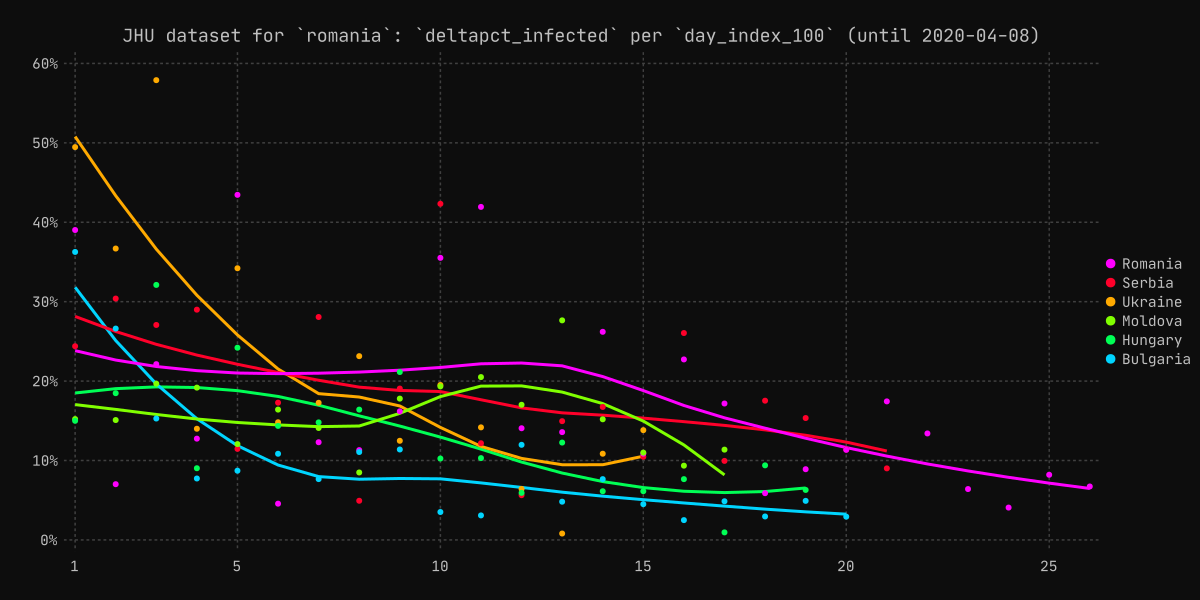 JHU dataset for `romania`: `deltapct_infected` per `day_index_100` (until 2020-04-08)
60%
50%
40%
30%
20%
10%
0%
1 5 10 15 20 25
Romania
Serbia
Ukraine
Moldova
Hungary
Bulgaria